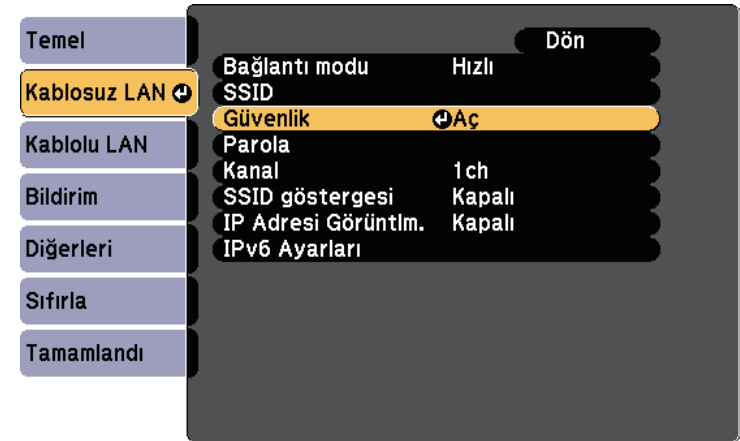 Temel
Kablosuz LAN
Kablolu LAN
Bildirim
Diğerleri
Sıfırla
Tamamlandı
Dön
Bağlantı modu Hızlı
SSID
Güvenlik Aç
Parola
Kanal 1ch
SSID göstergesi Kapalı
IP Adresi Görüntlm. Kapalı
IPv6 Ayarları